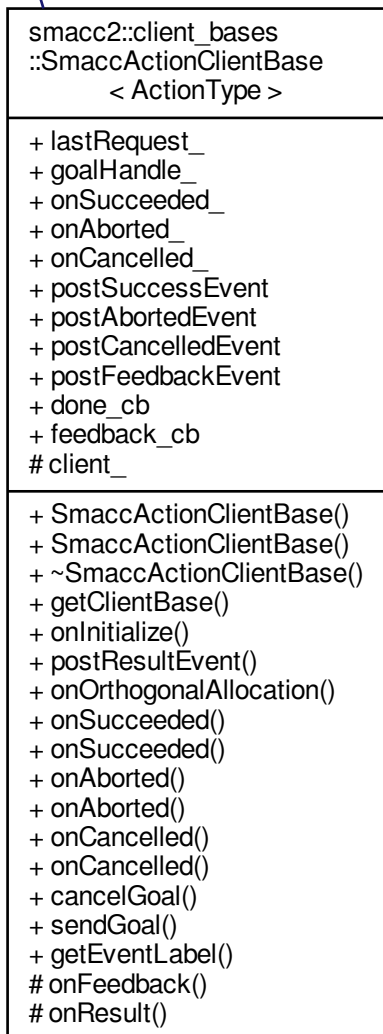 smacc2::client_bases
::SmaccActionClientBase
< ActionType >
+ lastRequest_
+ goalHandle_
+ onSucceeded_
+ onAborted_
+ onCancelled_
+ postSuccessEvent
+ postAbortedEvent
+ postCancelledEvent
+ postFeedbackEvent
+ done_cb
+ feedback_cb
# client_
+ SmaccActionClientBase()
+ SmaccActionClientBase()
+ ~SmaccActionClientBase()
+ getClientBase()
+ onInitialize()
+ postResultEvent()
+ onOrthogonalAllocation()
+ onSucceeded()
+ onSucceeded()
+ onAborted()
+ onAborted()
+ onCancelled()
+ onCancelled()
+ cancelGoal()
+ sendGoal()
+ getEventLabel()
# onFeedback()
# onResult()